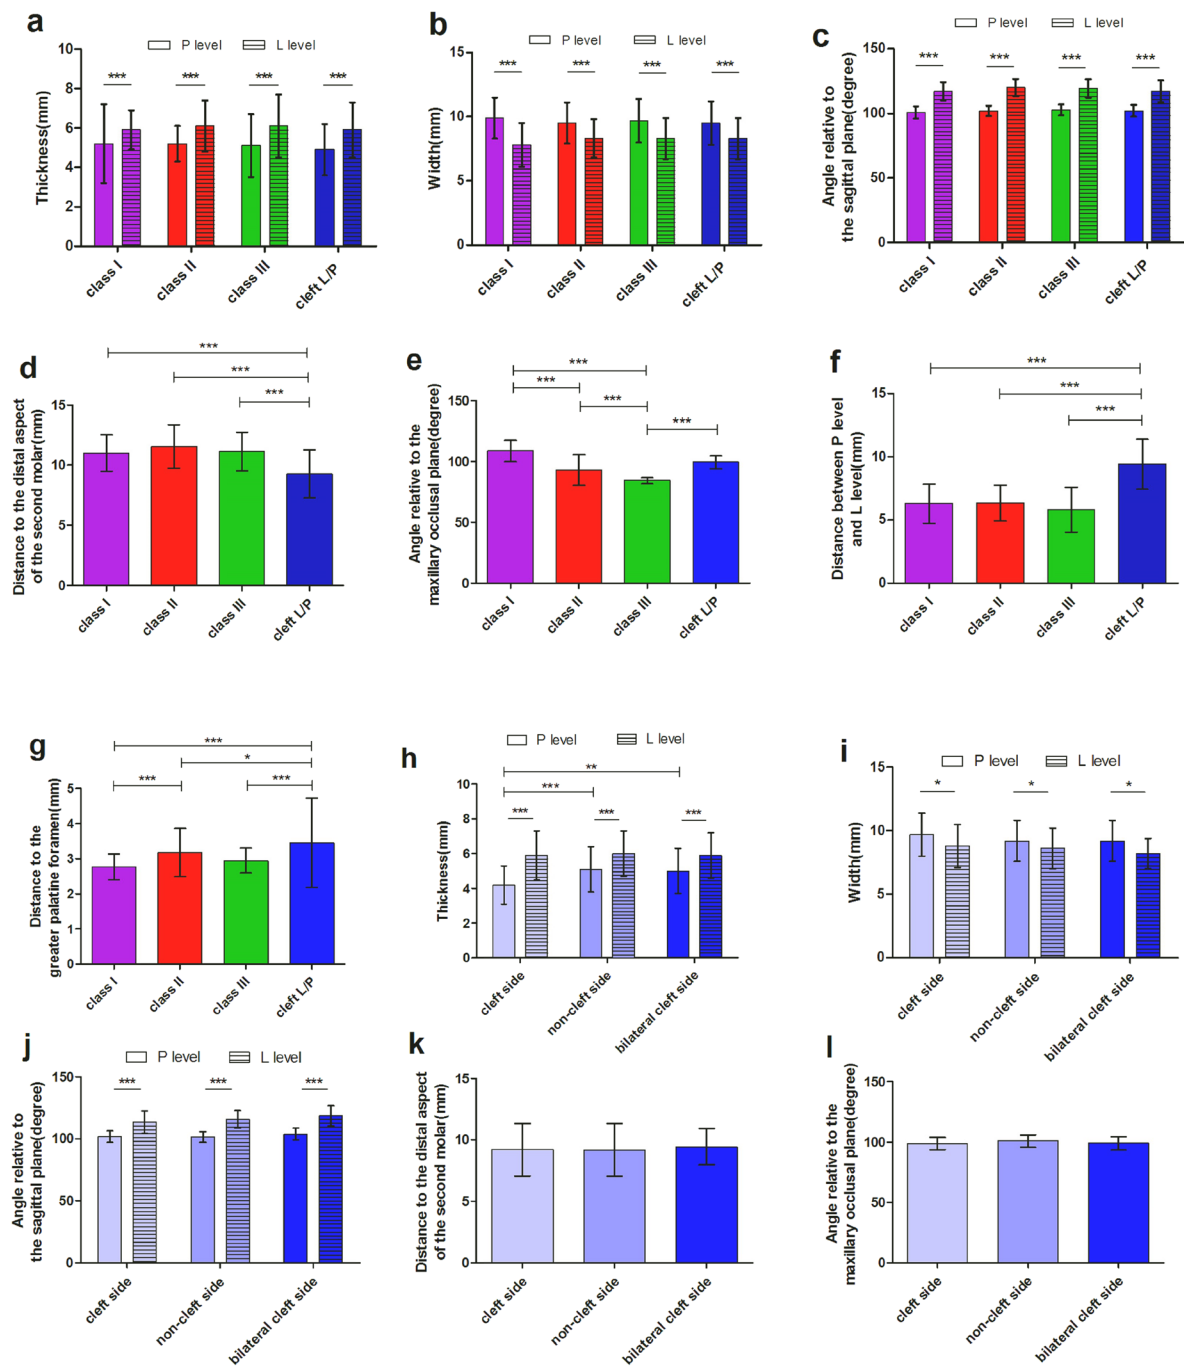 a
P level
L level
Thickness(mm)
10
8
6
4
2
0
***
***
***
***
class I
class II
class III
cleft L/P
b
P level
L level
Width(mm)
15
10
5
0
***
***
***
***
class I
class II
class III
cleft L/P
c
P level
L level
Angle relative to
the sagittal plane(degree)
150
100
50
0
***
***
***
***
class I
class II
class III
cleft L/P
d
Distance to the distal aspect
of the second molar(mm)
15
10
5
0
***
***
***
class I
class II
class III
cleft L/P
e
Angle relative to the
maxillary occlusal plane(degree)
150
100
50
0
***
***
***
***
class I
class II
class III
cleft L/P
f
Distance between P level
and L level(mm)
15
10
5
0
***
***
***
class I
class II
class III
cleft L/P
g
Distance to the
greater palatine foramen(mm)
5
4
3
2
1
0
***
*
***
***
class I
class II
class III
cleft L/P
h
P level
L level
Thickness(mm)
10
8
6
4
2
0
**
***
***
***
***
cleft side
non-cleft side
bilateral cleft side
i
P level
L level
Width(mm)
15
10
5
0
*
*
*
cleft side
non-cleft side
bilateral cleft side
j
P level
L level
Angle relative to
the sagittal plane(degree)
150
100
50
0
***
***
***
cleft side
non-cleft side
bilateral cleft side
k
Distance to the distal aspect
of the second molar(mm)
15
10
5
0
cleft side
non-cleft side
bilateral cleft side
l
Angle relative to the
maxillary occlusal plane(degree)
150
100
50
0
cleft side
non-cleft side
bilateral cleft side